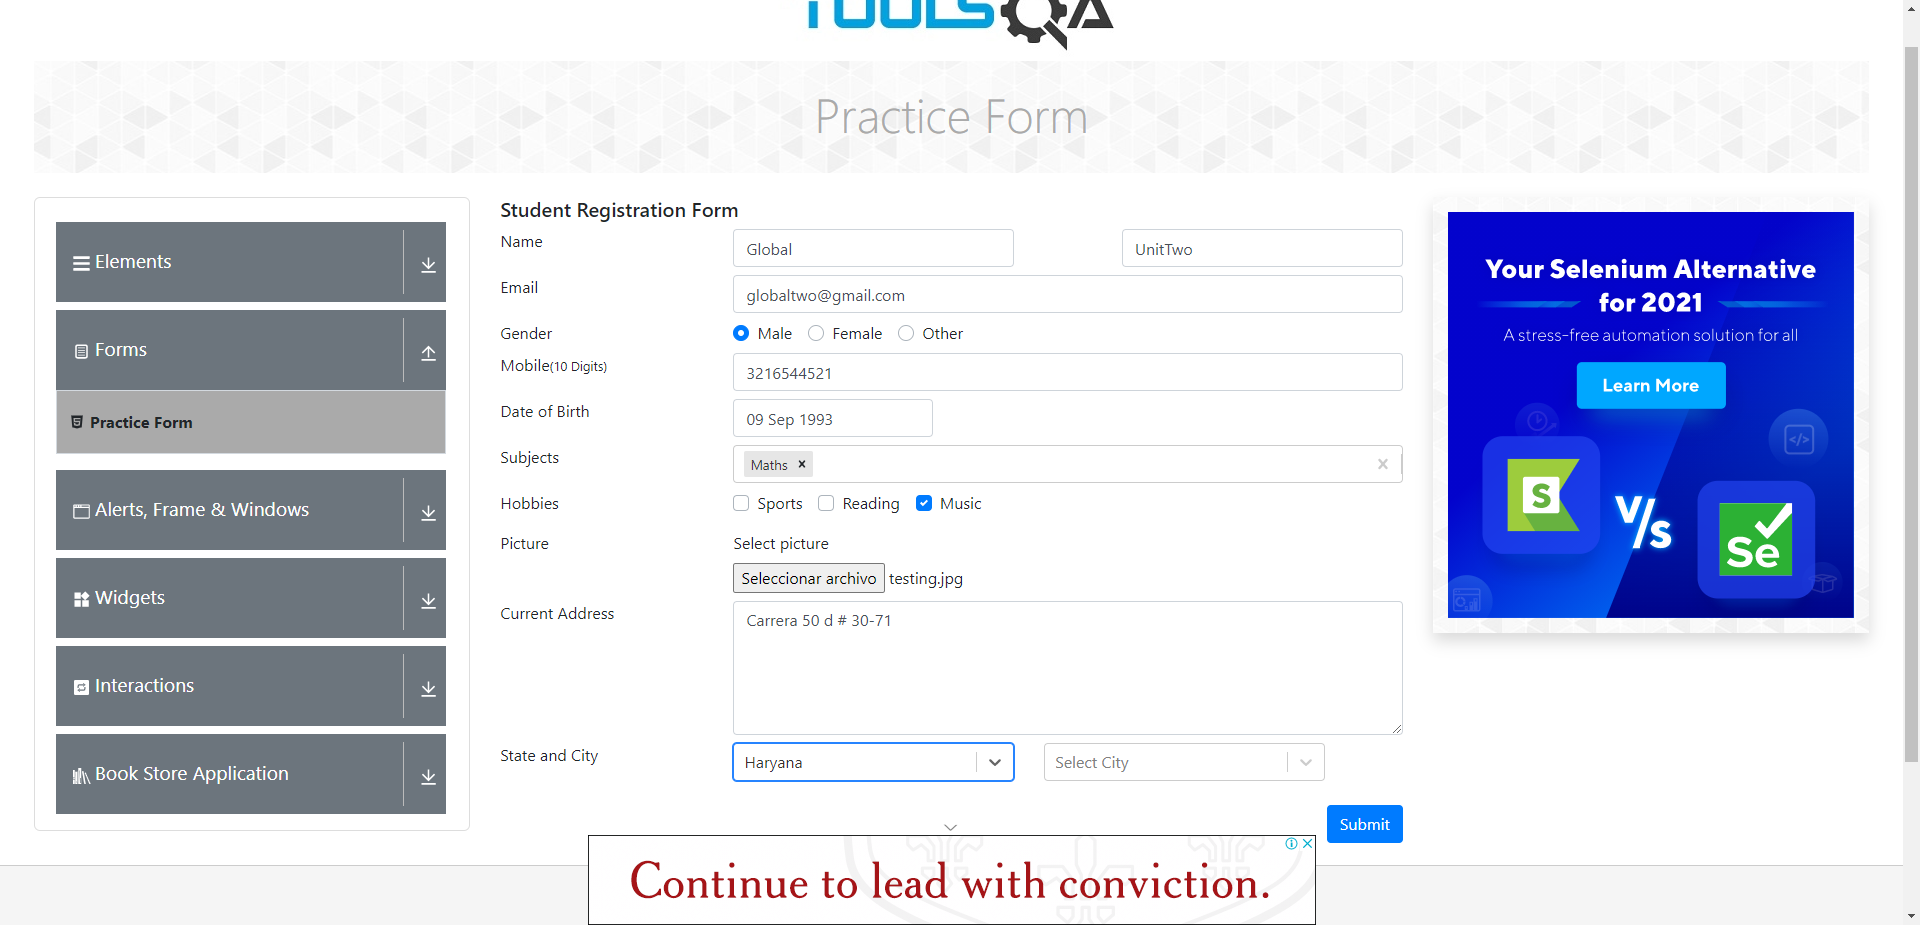 TOOLSQA
Practice Form
Elements
Forms
Practice Form
Alerts, Frame & Windows
Widgets
Interactions
Book Store Application
Student Registration Form
Name
Global
UnitTwo
Email
globaltwo@gmail.com
Gender
Male
Female
Other
Mobile(10 Digits)
3216544521
Date of Birth
09 Sep 1993
Subjects
Maths
Hobbies
Sports
Reading
Music
Picture
Select picture
Seleccionar archivo testing.jpg
Current Address
Carrera 50 d # 30-71
State and City
Haryana
Select City
Submit
Your Selenium Alternative
for 2021
A stress-free automation solution for all
Learn More
S
V/s
Se
Continue to lead with conviction.